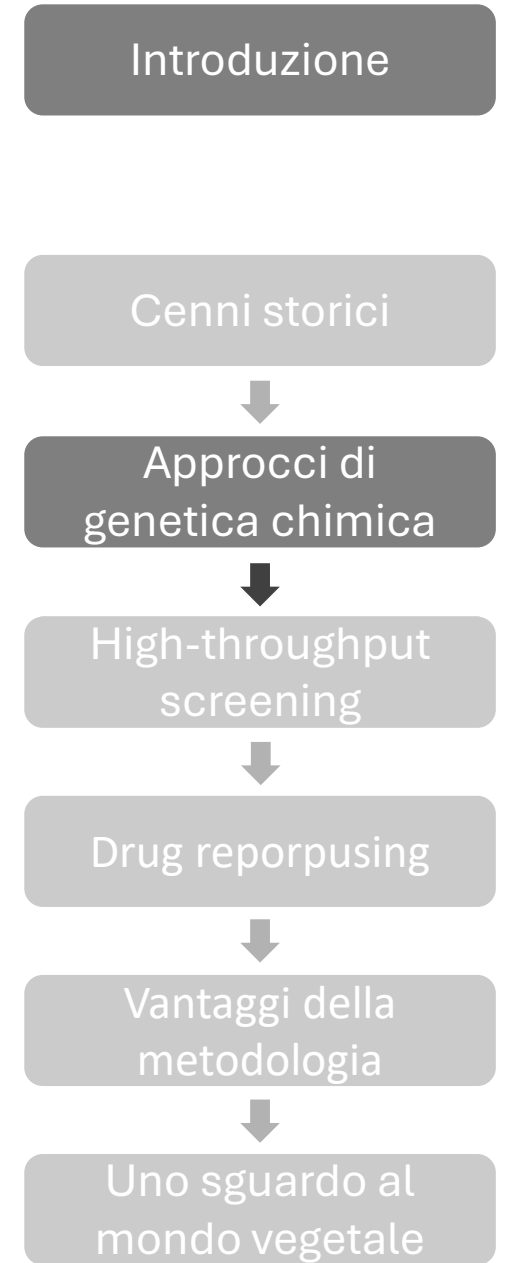 Introduzione
Cenni storici
Approcci di
genetica chimica
High-throughput
screening
Drug reporpusing
Vantaggi della
metodologia
Uno sguardo al
mondo vegetale